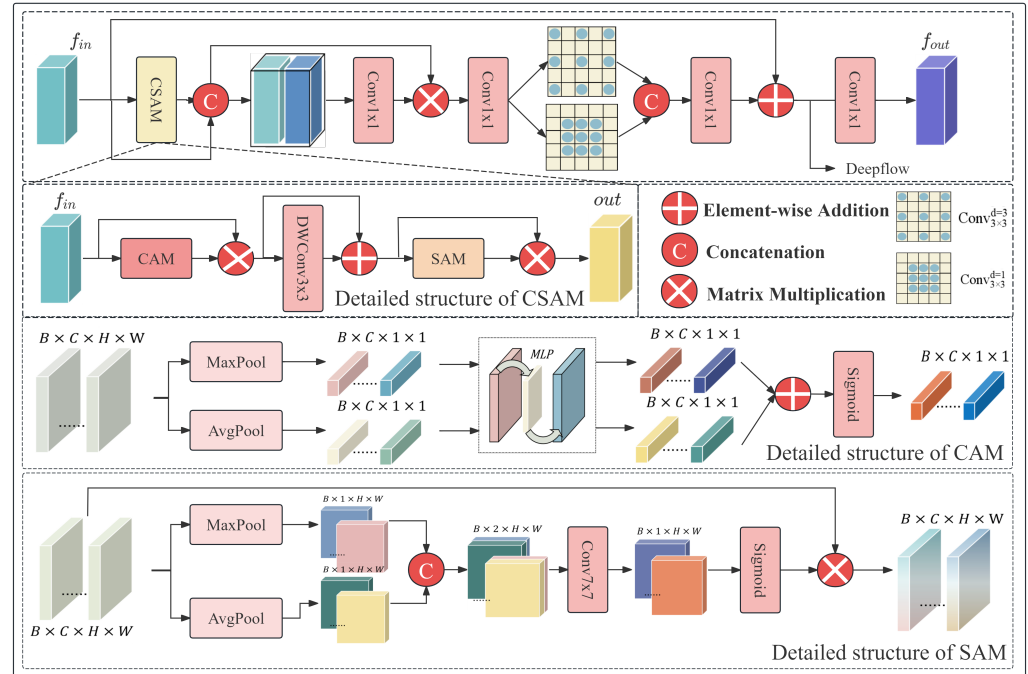 f_in
CSAM
C
Conv1x1
Conv1x1
C
Conv1x1
Conv1x1
f_out
Deepflow
f_in
CAM
DWConv3x3
SAM
out
Detailed structure of CSAM
Element-wise Addition
C
Concatenation
Matrix Multiplication
Conv^{d=3}_{3×3}
Conv^{d=1}_{3×3}
B × C × H × W
......
MaxPool
AvgPool
B × C × 1 × 1
......
B × C × 1 × 1
......
MLP
B × C × 1 × 1
......
B × C × 1 × 1
......
Sigmoid
B × C × 1 × 1
......
Detailed structure of CAM
......
B × C × H × W
MaxPool
AvgPool
B × 1 × H × W
......
B × 1 × H × W
......
C
B × 2 × H × W
......
Conv7x7
B × 1 × H × W
......
Sigmoid
B × C × H × W
......
Detailed structure of SAM